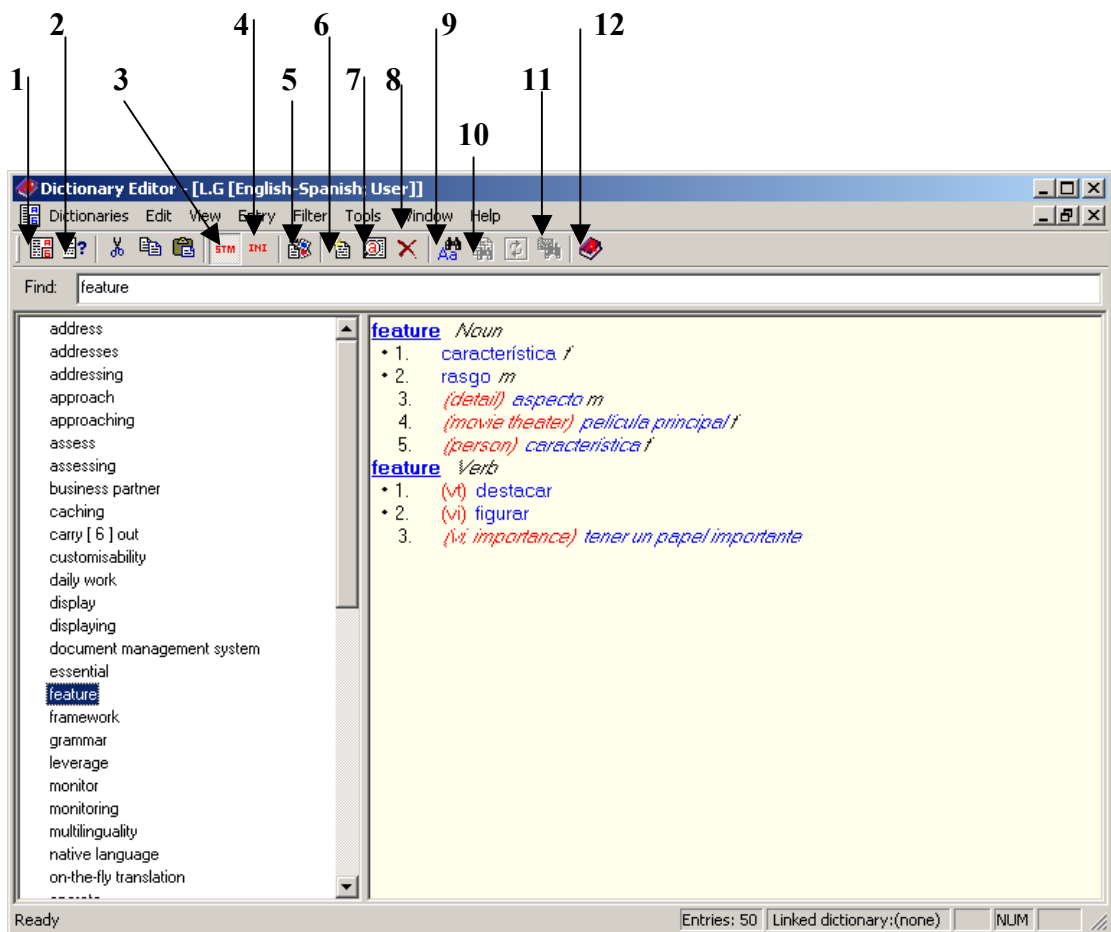 2 4 6 9 12
1 3 5 7 8 11
10
Dictionary Editor - [L.G [English-Spanish: User]]
Dictionaries Edit View Entry Filter Tools Window Help
STM INI
Find: feature
address
addresses
addressing
approach
approaching
assess
assessing
business partner
caching
carry [ 6 ] out
customisability
daily work
display
displaying
document management system
essential
feature
framework
grammar
leverage
monitor
monitoring
multilinguality
native language
on-the-fly translation
feature Noun
• 1. característica f
• 2. rasgo m
3. (detail) aspecto m
4. (movie theater) película principal f
5. (person) característica f
feature Verb
• 1. (vt) destacar
• 2. (vi) figurar
3. (vi, importance) tener un papel importante
Ready Entries: 50 Linked dictionary:(none) NUM